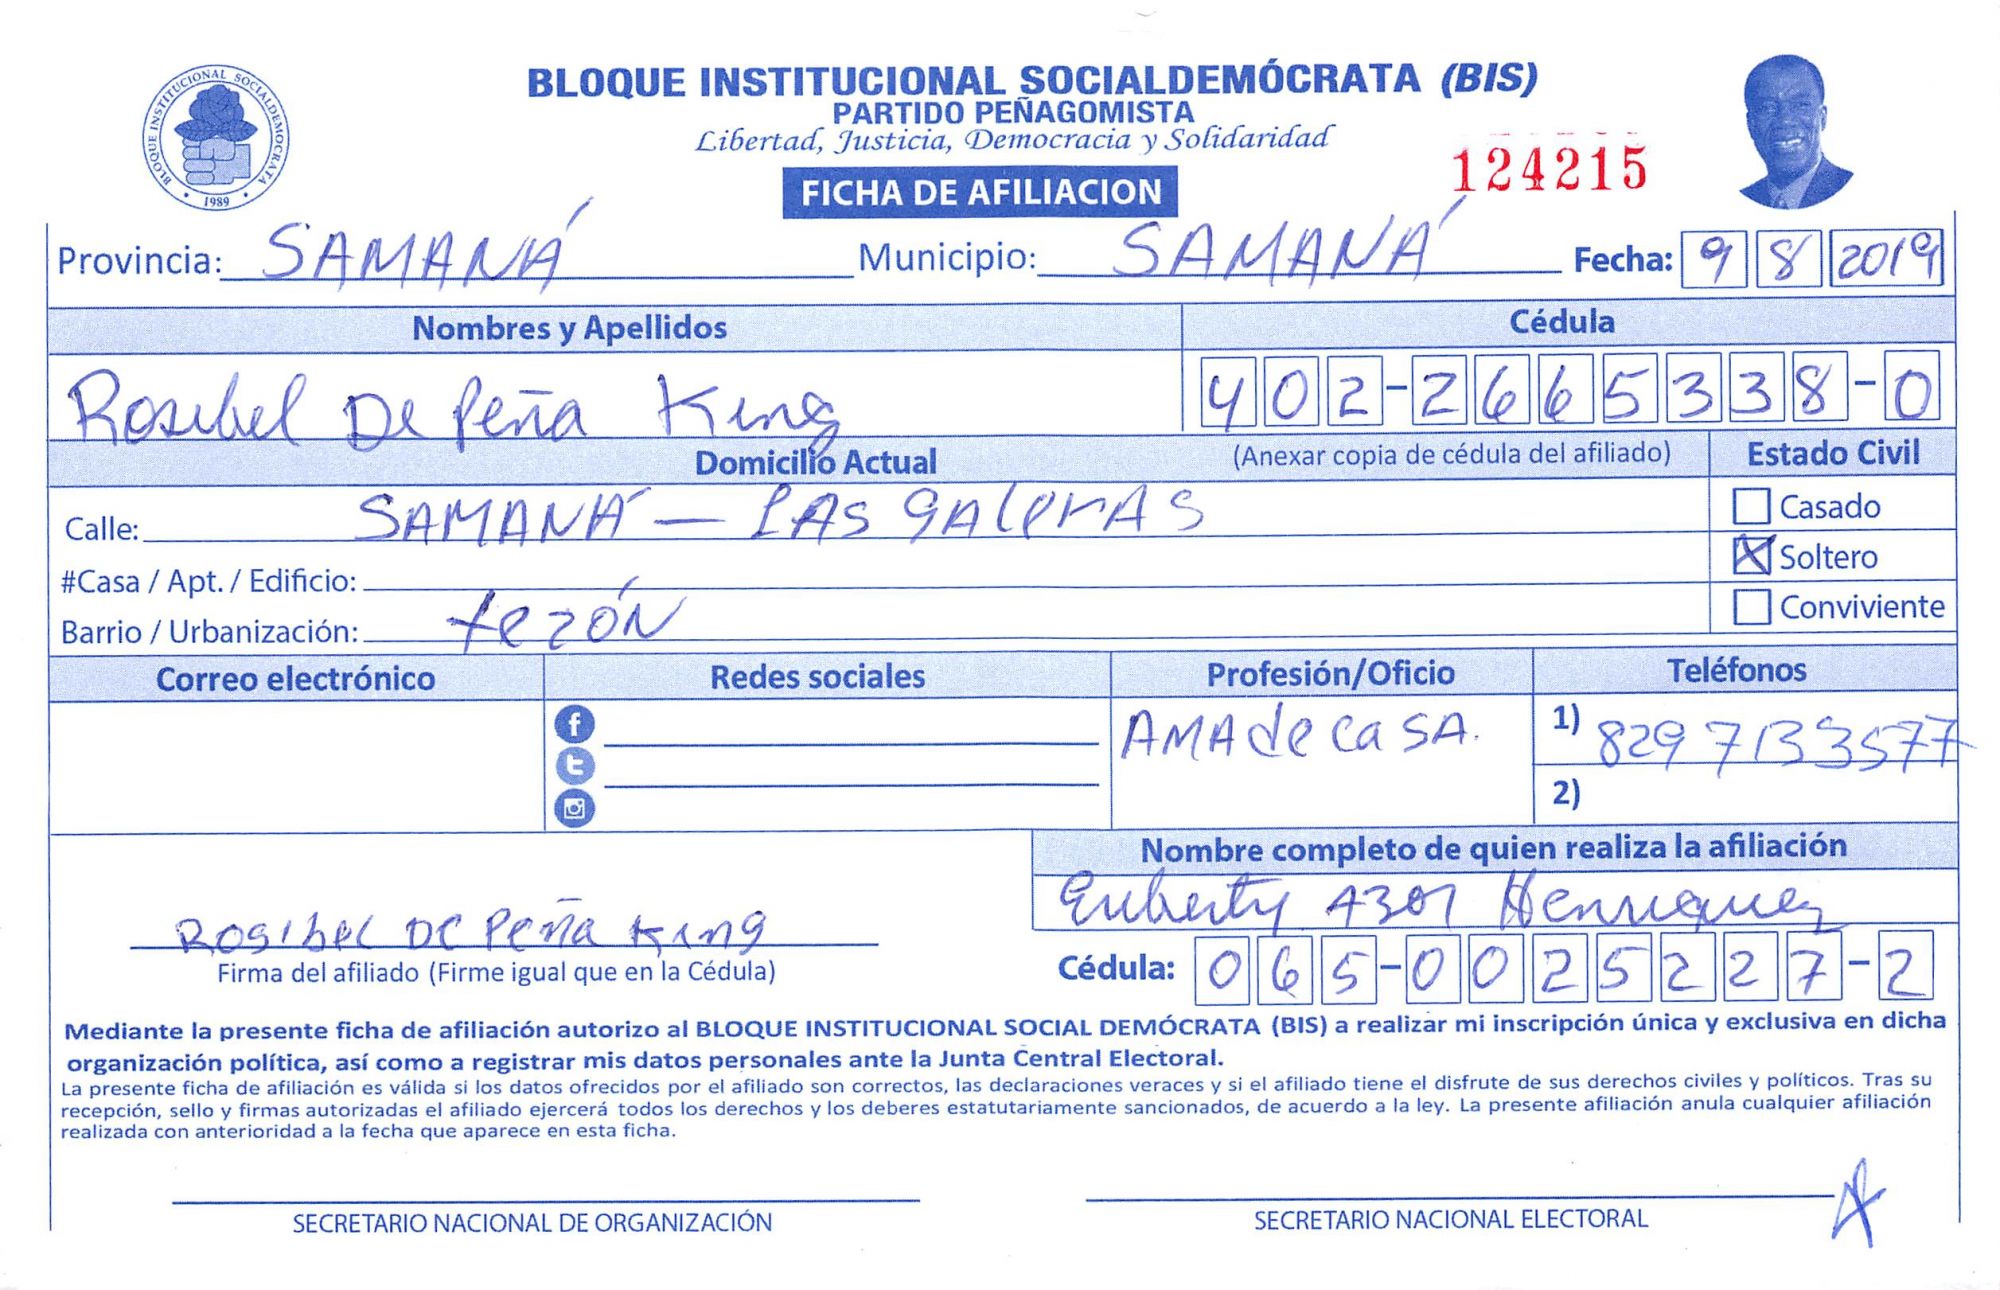 BLOQUE INSTITUCIONAL SOCIALDEMÓCRATA (BIS)
PARTIDO PEÑAGOMISTA
Libertad, Justicia, Democracia y Solidaridad
BLOQUE INSTITUCIONAL SOCIALDEMOCRATA
1989
124215
FICHA DE AFILIACION
Provincia: SAMANÁ Municipio: SAMANÁ Fecha: 9 8 2019
Nombres y Apellidos Cédula
Rosibel De Peña King 402-2665338-0
Domicilio Actual (Anexar copia de cédula del afiliado) Estado Civil
Calle: SAMANÁ - LAS GALERAS
Casado
#Casa / Apt. / Edificio:
X Soltero
Barrio / Urbanización: tezón
Conviviente
Correo electrónico Redes sociales Profesión/Oficio Teléfonos
AMA de CASA. 1) 829 7133577
2)
Nombre completo de quien realiza la afiliación
Euberty Henriquez
ROSIbEL DE PEÑA KING
Firma del afiliado (Firme igual que en la Cédula)
Cédula: 065-0025227-2
Mediante la presente ficha de afiliación autorizo al BLOQUE INSTITUCIONAL SOCIAL DEMÓCRATA (BIS) a realizar mi inscripción única y exclusiva en dicha
organización política, así como a registrar mis datos personales ante la Junta Central Electoral.
La presente ficha de afiliación es válida si los datos ofrecidos por el afiliado son correctos, las declaraciones veraces y si el afiliado tiene el disfrute de sus derechos civiles y políticos. Tras su
recepción, sello y firmas autorizadas el afiliado ejercerá todos los derechos y los deberes estatutariamente sancionados, de acuerdo a la ley. La presente afiliación anula cualquier afiliación
realizada con anterioridad a la fecha que aparece en esta ficha.
SECRETARIO NACIONAL DE ORGANIZACIÓN SECRETARIO NACIONAL ELECTORAL